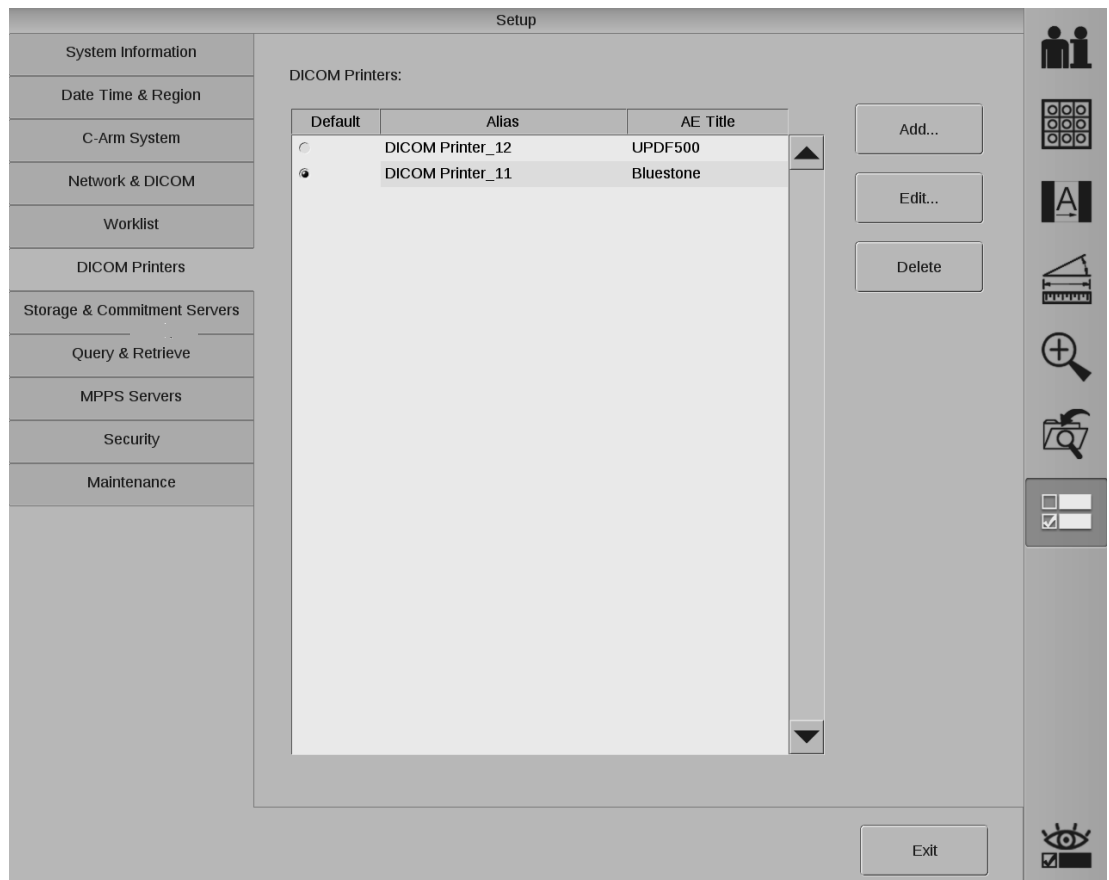 Setup
System Information
Date Time & Region
C-Arm System
Network & DICOM
Worklist
DICOM Printers
Storage & Commitment Servers
Query & Retrieve
MPPS Servers
Security
Maintenance
DICOM Printers:
Default Alias AE Title
DICOM Printer_12 UPDF500
DICOM Printer_11 Bluestone
Add...
Edit...
Delete
Exit
A